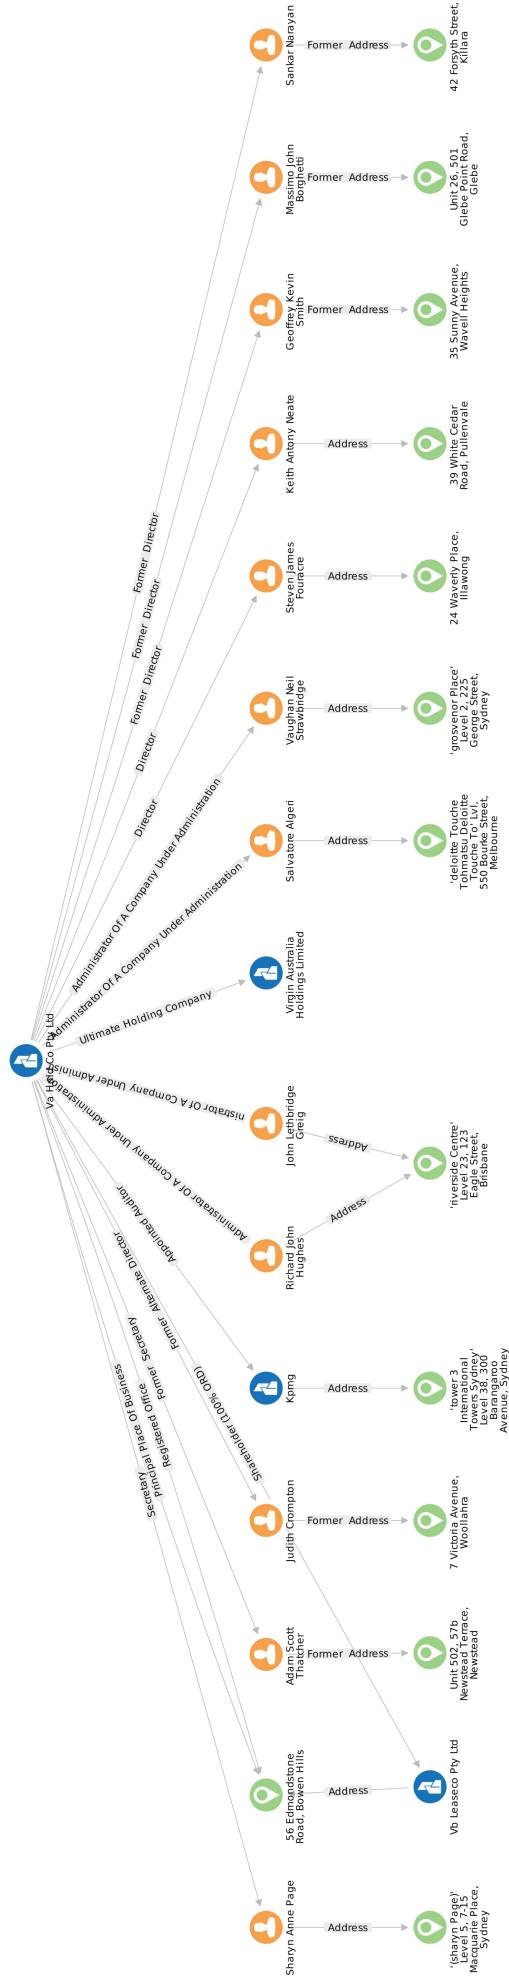 Va Hold Co Pty Ltd
Former Director
Former Director
Former Director
Director
Director
Administrator Of A Company Under Administration
Administrator Of A Company Under Administration
Ultimate Holding Company
Administrator Of A Company Under Administration
Administrator Of A Company Under Administration
Appointed Auditor
Former Alternate Director
Shareholder (100% ORD)
Former Secretary
Registered Office
Principal Place Of Business
Secretary
Sankar Narayan
Former Address
42 Forsyth Street,
Killara
Massimo John
Borghetti
Former Address
Unit 26, 501
Glebe Point Road,
Glebe
Geoffrey Kevin
Smith
Former Address
35 Sunny Avenue,
Wavell Heights
Keith Antony Neate
Address
39 White Cedar
Road, Pullenvale
Steven James
Fouracre
Address
24 Waverly Place,
Illawong
Vaughan Neil
Strawbridge
Address
'grosvenor Place'
Level 2, 225
George Street,
Sydney
Salvatore Algeri
Address
'deloitte Touche
Tohmatsu Deloitte
Touche To' Lvl,
550 Bourke Street,
Melbourne
Virgin Australia
Holdings Limited
John Lethbridge
Greig
Address
'riverside Centre'
Level 23, 123
Eagle Street,
Brisbane
Richard John
Hughes
Address
Kpmg
Address
'tower 3
International
Towers Sydney'
Level 38, 300
Barangaroo
Avenue, Sydney
Judith Crompton
Former Address
7 Victoria Avenue,
Woollahra
Adam Scott
Thatcher
Former Address
Unit 502, 57b
Newstead Terrace,
Newstead
56 Edmondstone
Road, Bowen Hills
Address
Vb Leaseco Pty Ltd
Sharyn Anne Page
Address
'(sharyn Page)'
Level 5, 7-15
Macquarie Place,
Sydney